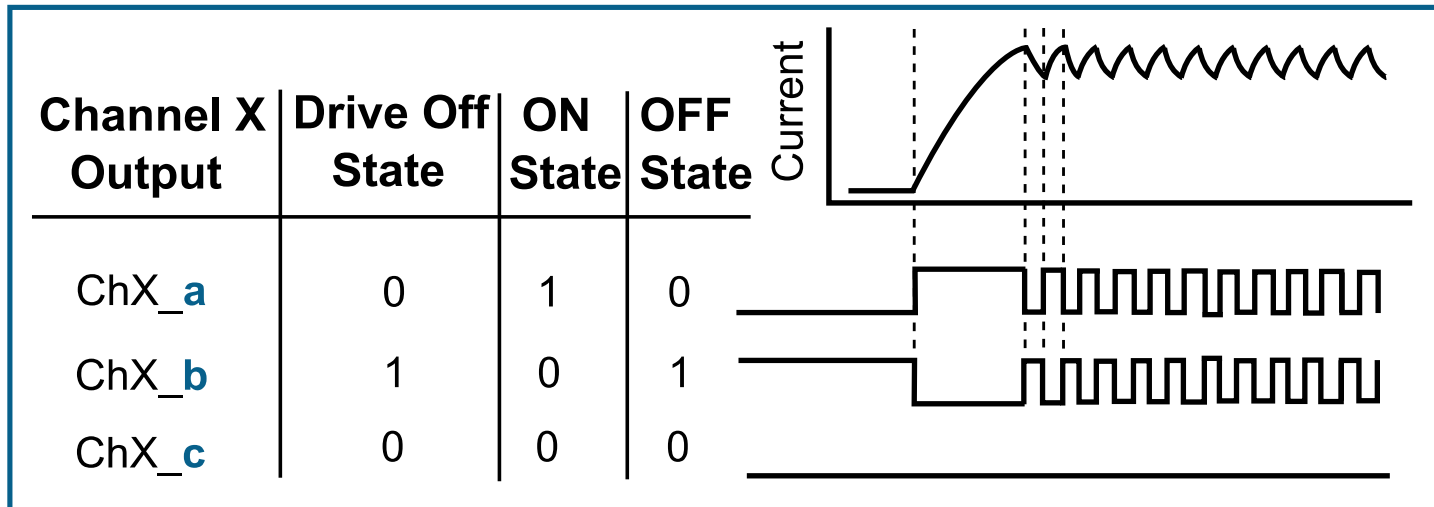 Channel X Output | Drive Off State | ON State | OFF State
ChX_a 0 1 0
ChX_b 1 0 1
ChX_c 0 0 0
Current